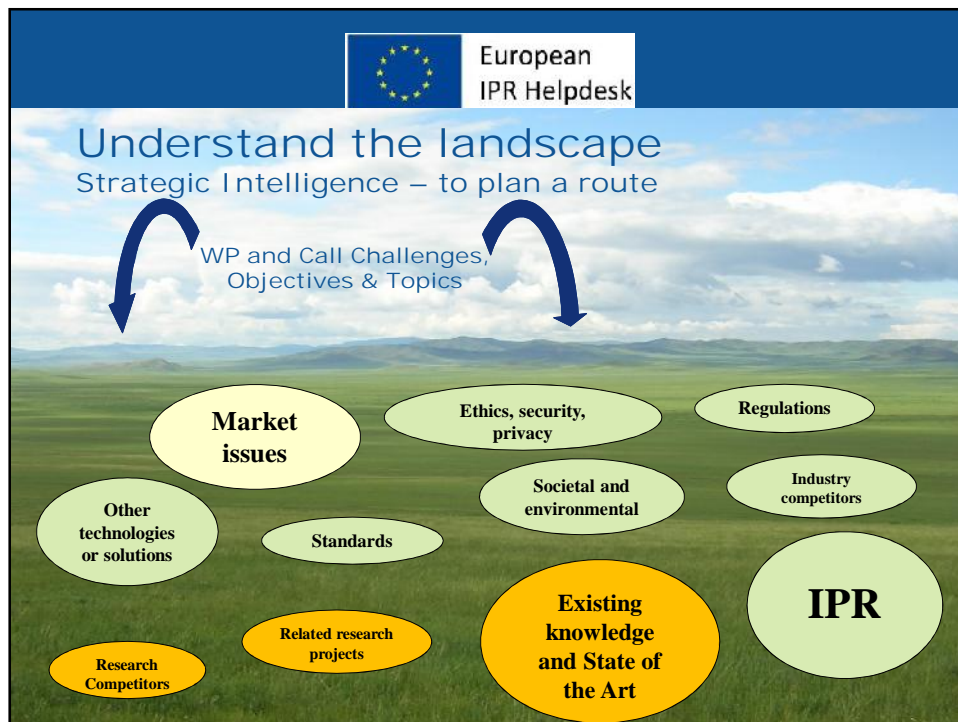 European
IPR Helpdesk
Understand the landscape
Strategic Intelligence – to plan a route
WP and Call Challenges,
Objectives & Topics
Market
issues
Ethics, security,
privacy
Regulations
Other
technologies
or solutions
Standards
Societal and
environmental
Industry
competitors
IPR
Existing
knowledge
and State of
the Art
Related research
projects
Research
Competitors